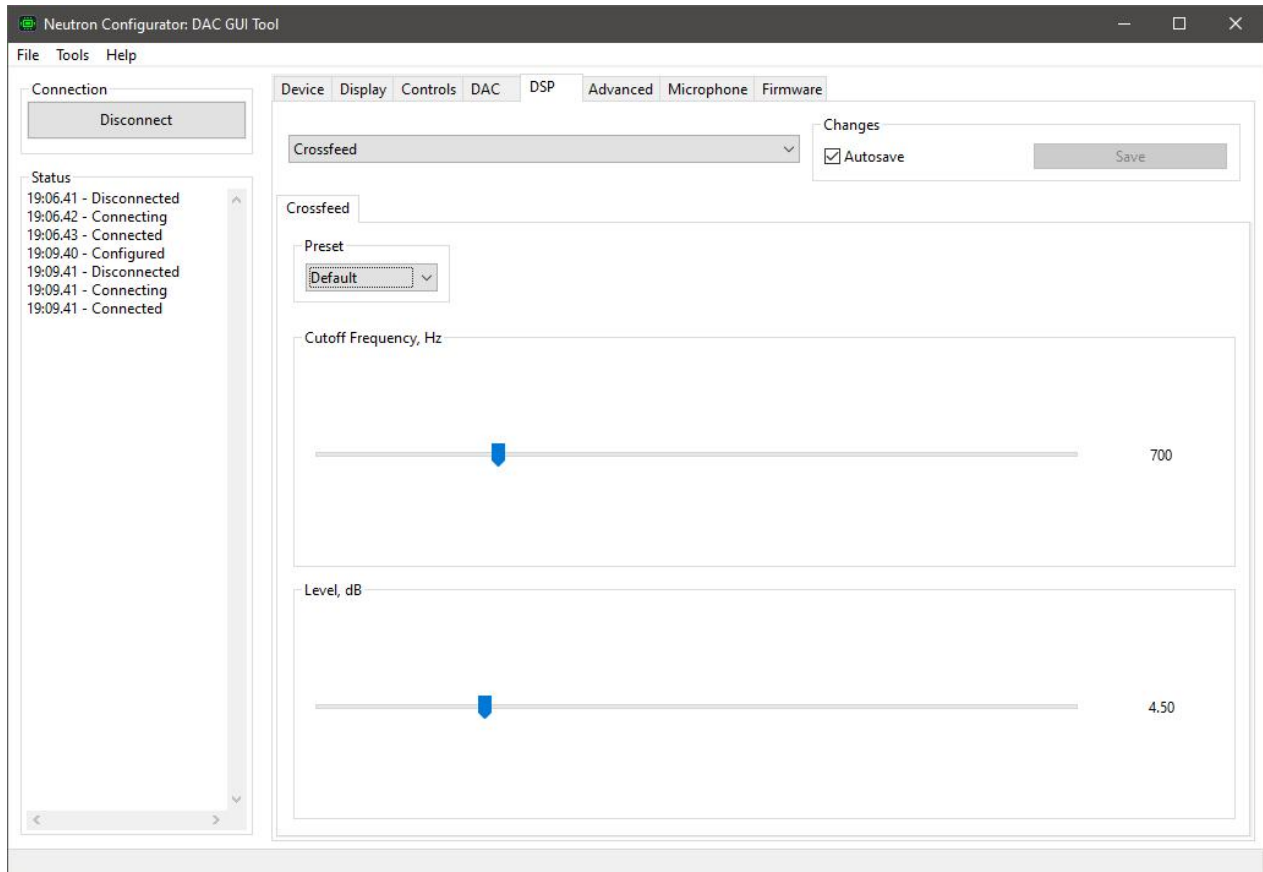 Neutron Configurator: DAC GUI Tool
File Tools Help
Connection
Disconnect
Status
19:06.41 - Disconnected
19:06.42 - Connecting
19:06.43 - Connected
19:09.40 - Configured
19:09.41 - Disconnected
19:09.41 - Connecting
19:09.41 - Connected
Device Display Controls DAC DSP Advanced Microphone Firmware
Crossfeed
Changes
Autosave
Save
Crossfeed
Preset
Default
Cutoff Frequency, Hz
700
Level, dB
4.50